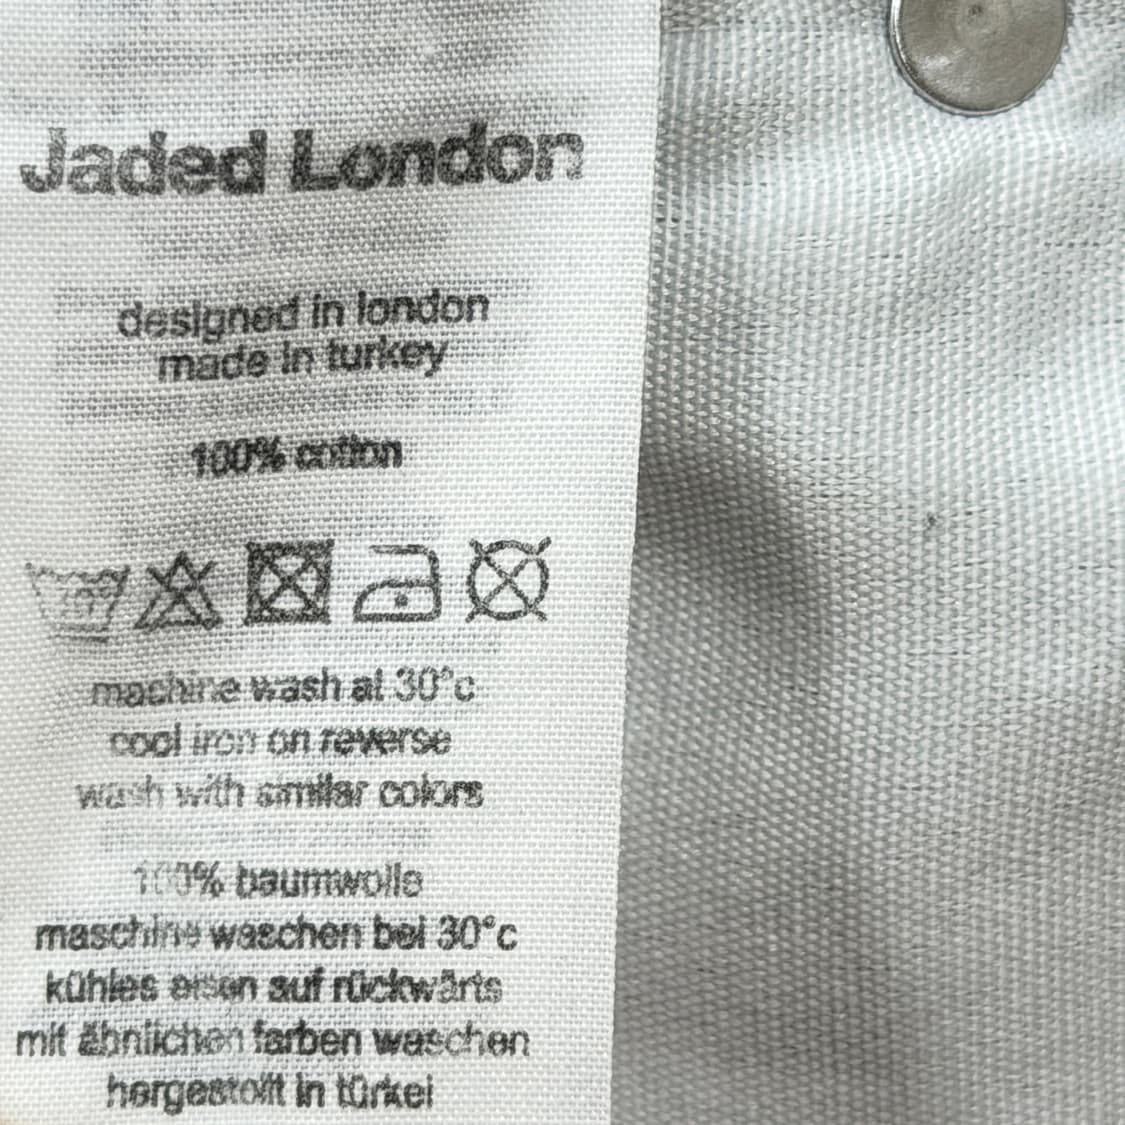 Jaded London
designed in london
made in turkey
100% cotton
machine wash at 30°c
cool iron on reverse
wash with similar colors
100% baumwolle
maschine waschen bei 30°c
kühles eisen auf rückwärts
mit ähnlichen farben waschen
hergestellt in türkei